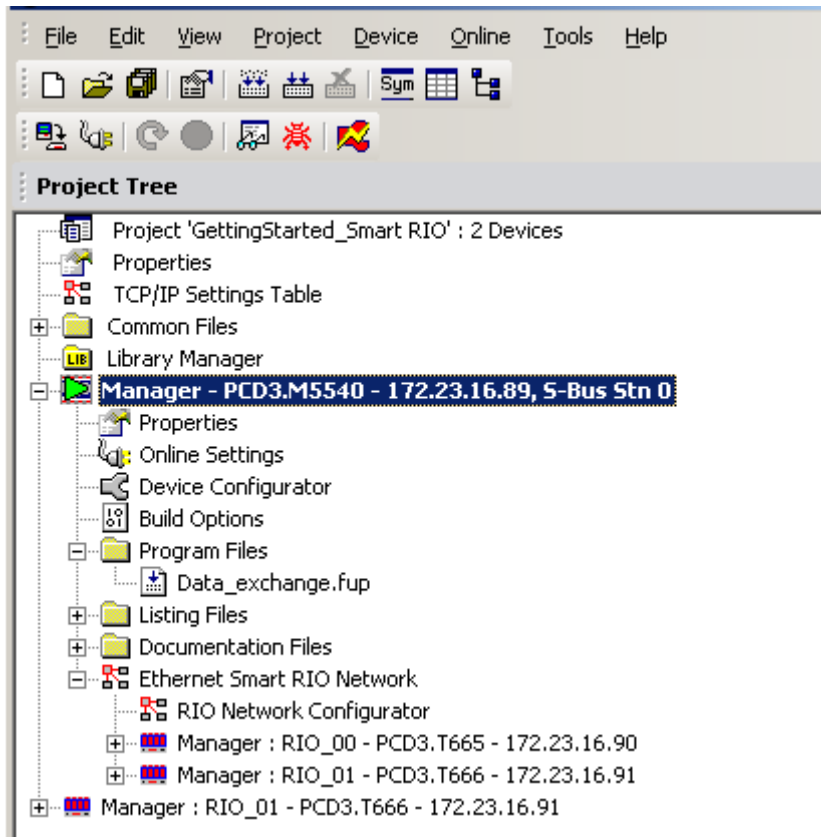 File Edit View Project Device Online Tools Help
Sym
Project Tree
Project 'GettingStarted_Smart RIO' : 2 Devices
Properties
TCP/IP Settings Table
Common Files
LIB Library Manager
Manager - PCD3.M5540 - 172.23.16.89, S-Bus Stn 0
Properties
Online Settings
Device Configurator
Build Options
Program Files
Data_exchange.fup
Listing Files
Documentation Files
Ethernet Smart RIO Network
RIO Network Configurator
Manager : RIO_00 - PCD3.T665 - 172.23.16.90
Manager : RIO_01 - PCD3.T666 - 172.23.16.91
Manager : RIO_01 - PCD3.T666 - 172.23.16.91